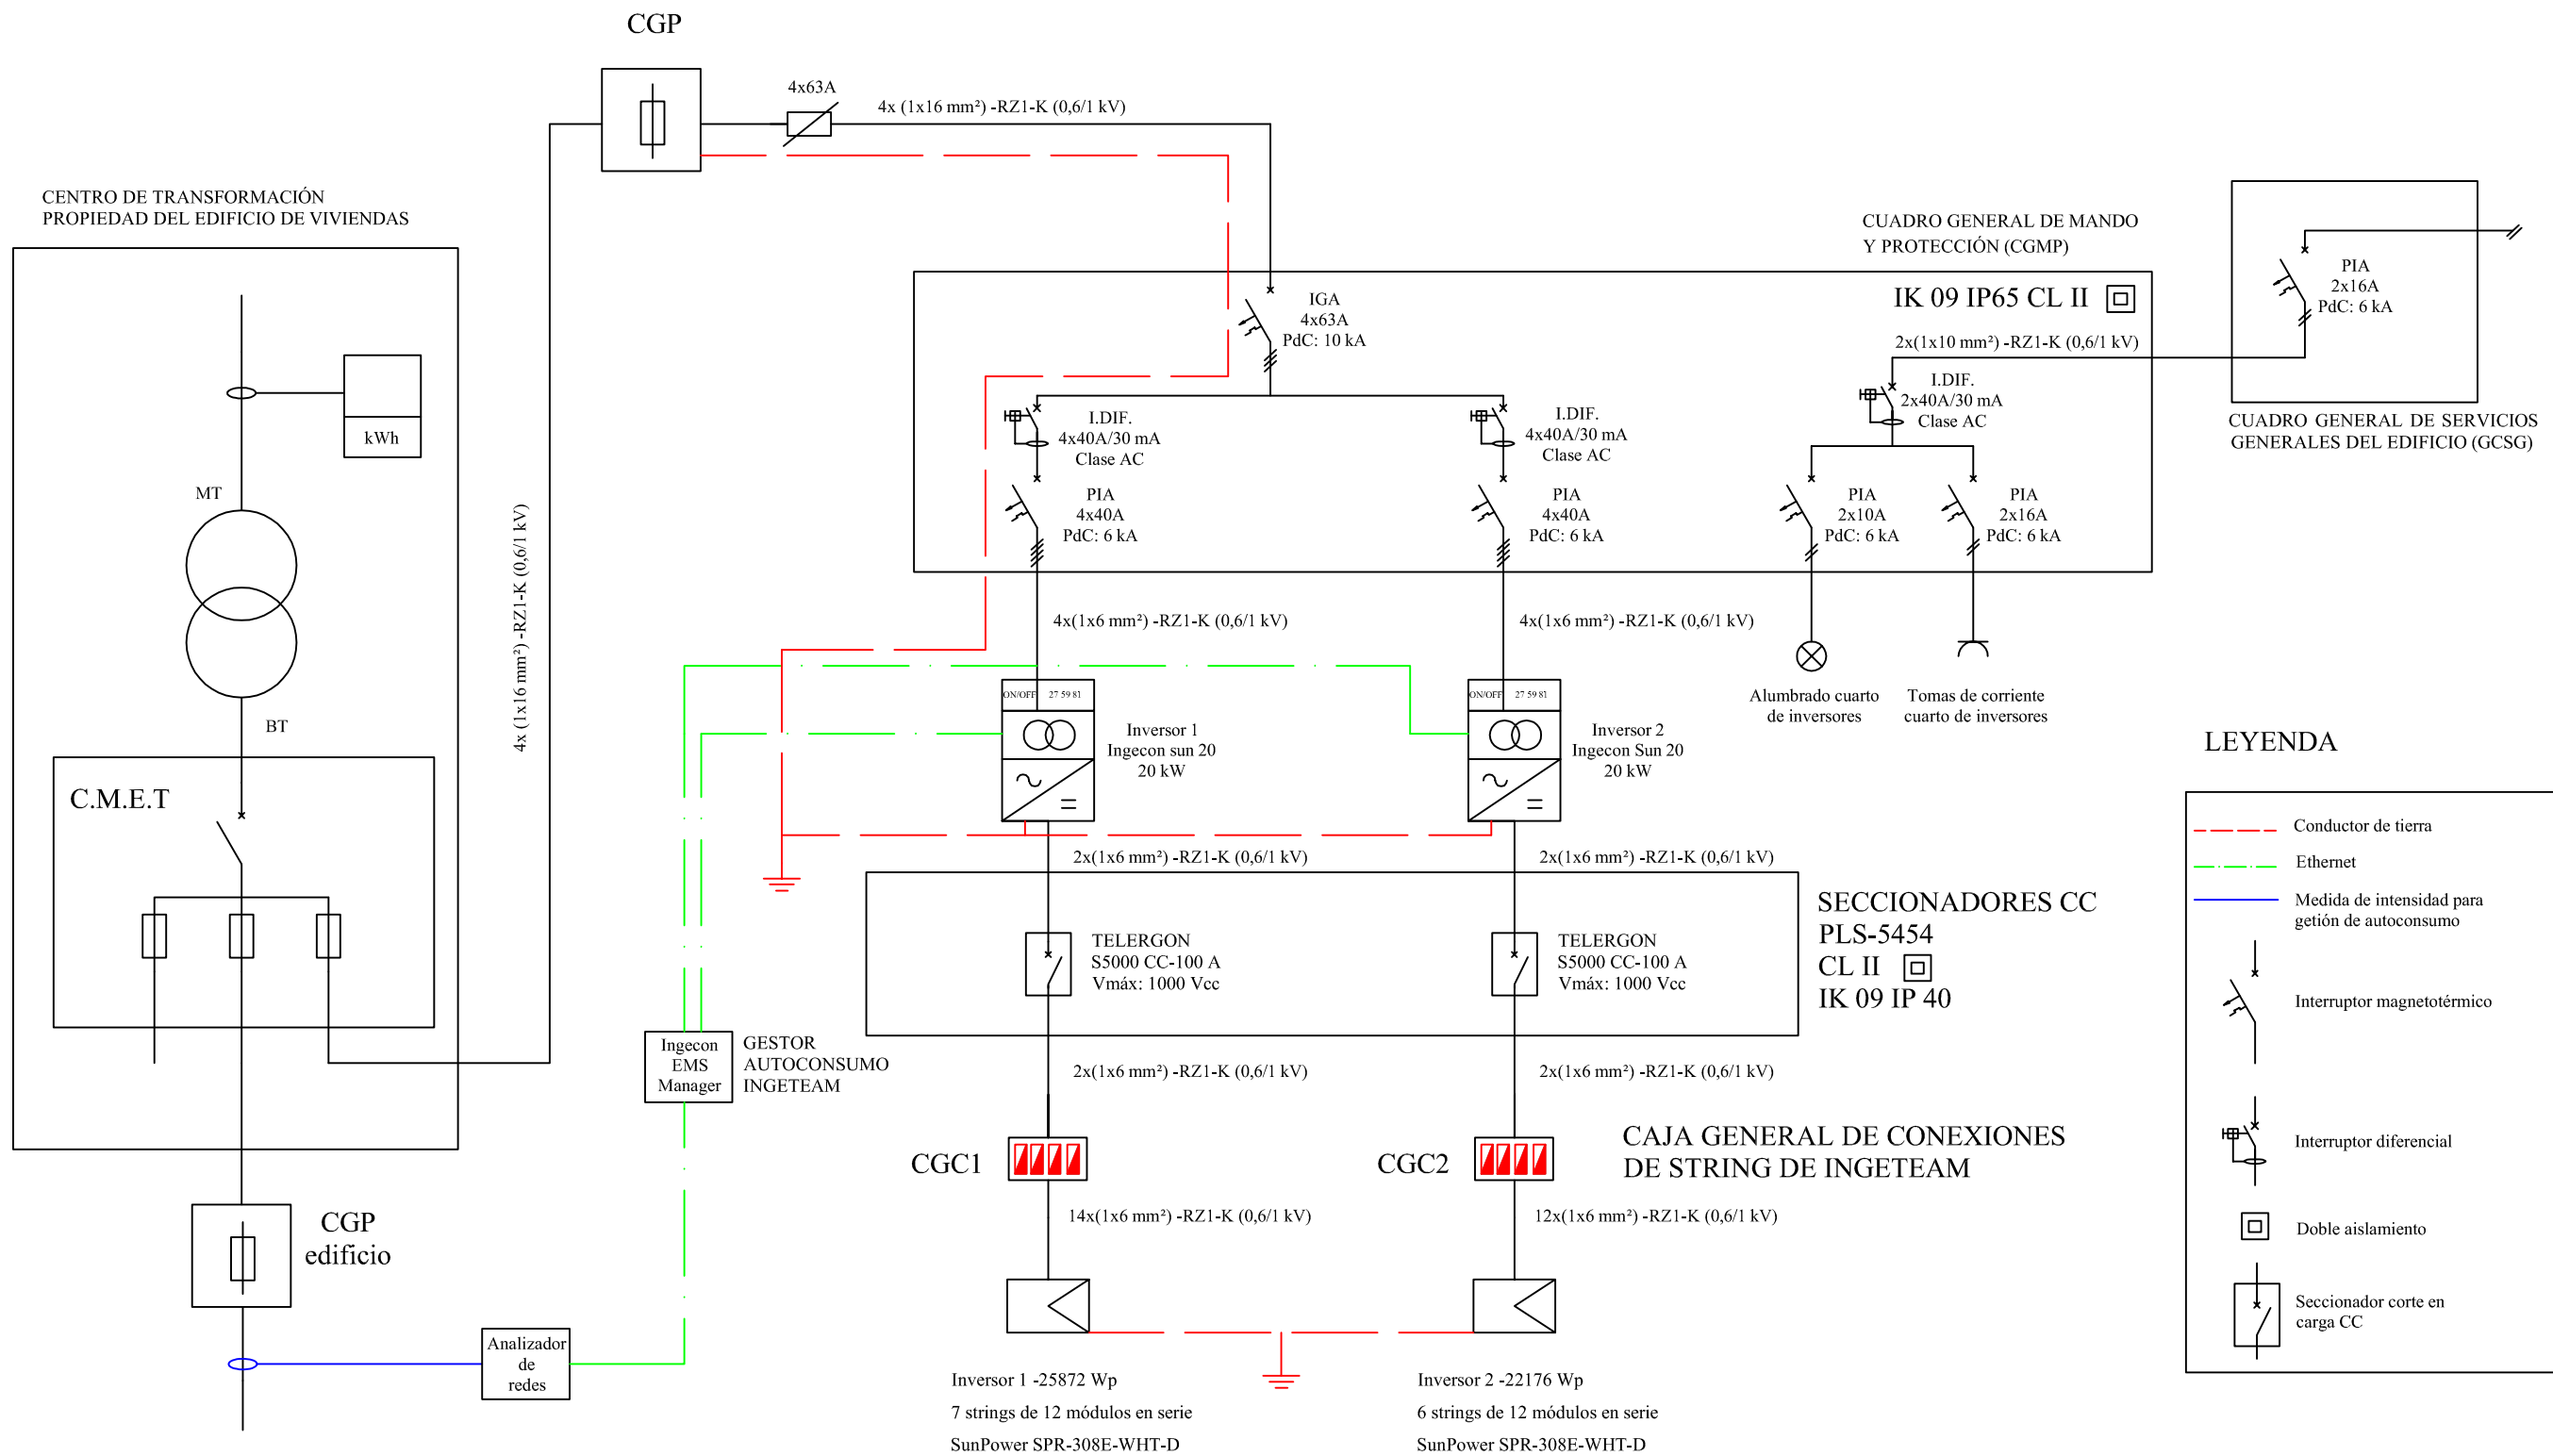 CGP
4x63A
4x (1x16 mm²) -RZ1-K (0,6/1 kV)
CENTRO DE TRANSFORMACIÓN
PROPIEDAD DEL EDIFICIO DE VIVIENDAS
kWh
MT
BT
C.M.E.T
4x (1x16 mm²) -RZ1-K (0,6/1 kV)
CGP
edificio
Analizador
de
redes
Ingecon
EMS
Manager
GESTOR
AUTOCONSUMO
INGETEAM
CUADRO GENERAL DE MANDO
Y PROTECCIÓN (CGMP)
IK 09 IP65 CL II
IGA
4x63A
PdC: 10 kA
I.DIF.
4x40A/30 mA
Clase AC
PIA
4x40A
PdC: 6 kA
I.DIF.
4x40A/30 mA
Clase AC
PIA
4x40A
PdC: 6 kA
2x(1x10 mm²) -RZ1-K (0,6/1 kV)
I.DIF.
2x40A/30 mA
Clase AC
PIA
2x10A
PdC: 6 kA
PIA
2x16A
PdC: 6 kA
PIA
2x16A
PdC: 6 kA
CUADRO GENERAL DE SERVICIOS
GENERALES DEL EDIFICIO (GCSG)
4x(1x6 mm²) -RZ1-K (0,6/1 kV)
4x(1x6 mm²) -RZ1-K (0,6/1 kV)
Alumbrado cuarto
de inversores
Tomas de corriente
cuarto de inversores
ON/OFF 27 59 81
Inversor 1
Ingecon sun 20
20 kW
ON/OFF 27 59 81
Inversor 2
Ingecon Sun 20
20 kW
2x(1x6 mm²) -RZ1-K (0,6/1 kV)
2x(1x6 mm²) -RZ1-K (0,6/1 kV)
TELERGON
S5000 CC-100 A
Vmáx: 1000 Vcc
TELERGON
S5000 CC-100 A
Vmáx: 1000 Vcc
SECCIONADORES CC
PLS-5454
CL II
IK 09 IP 40
2x(1x6 mm²) -RZ1-K (0,6/1 kV)
2x(1x6 mm²) -RZ1-K (0,6/1 kV)
CGC1
CGC2
CAJA GENERAL DE CONEXIONES
DE STRING DE INGETEAM
14x(1x6 mm²) -RZ1-K (0,6/1 kV)
12x(1x6 mm²) -RZ1-K (0,6/1 kV)
Inversor 1 -25872 Wp
7 strings de 12 módulos en serie
SunPower SPR-308E-WHT-D
Inversor 2 -22176 Wp
6 strings de 12 módulos en serie
SunPower SPR-308E-WHT-D
LEYENDA
Conductor de tierra
Ethernet
Medida de intensidad para
getión de autoconsumo
Interruptor magnetotérmico
Interruptor diferencial
Doble aislamiento
Seccionador corte en
carga CC